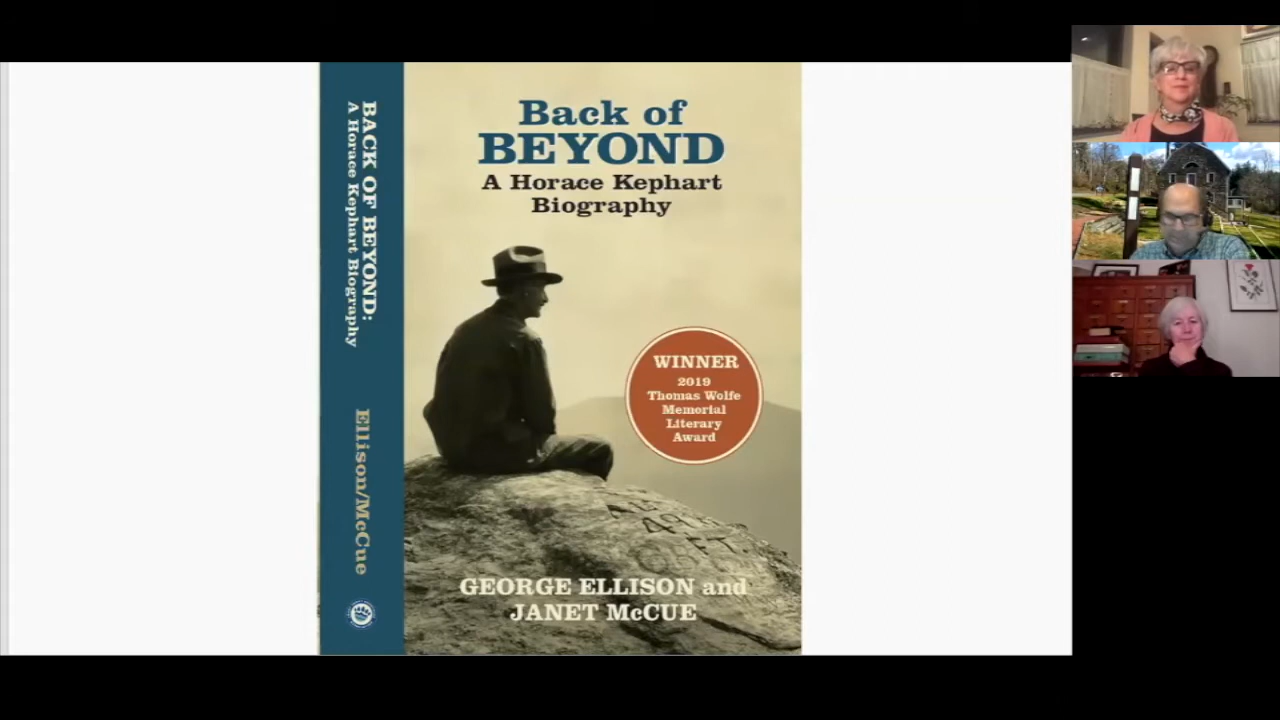 BACK OF BEYOND:
A Horace Kephart Biography
Ellison/McCue
Back of
BEYOND
A Horace Kephart
Biography
WINNER
2019
Thomas Wolfe
Memorial
Literary
Award
FT.
GEORGE ELLISON and
JANET McCUE